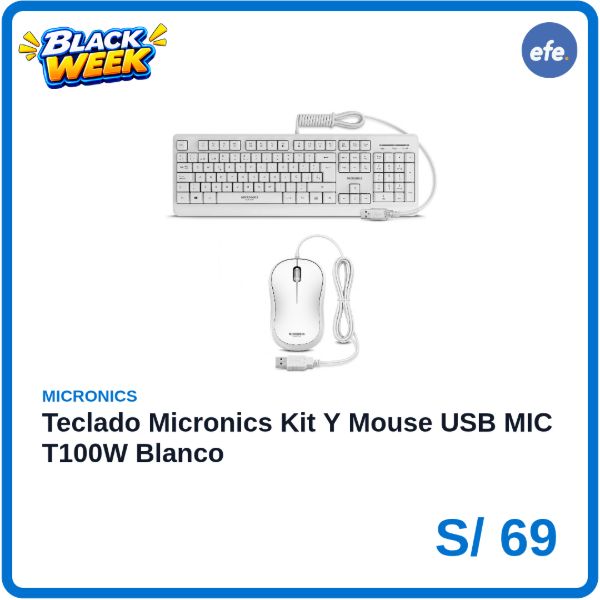 BLACK
WEEK
efe.
MICRONICS
Teclado Micronics Kit Y Mouse USB MIC
T100W Blanco
S/ 69